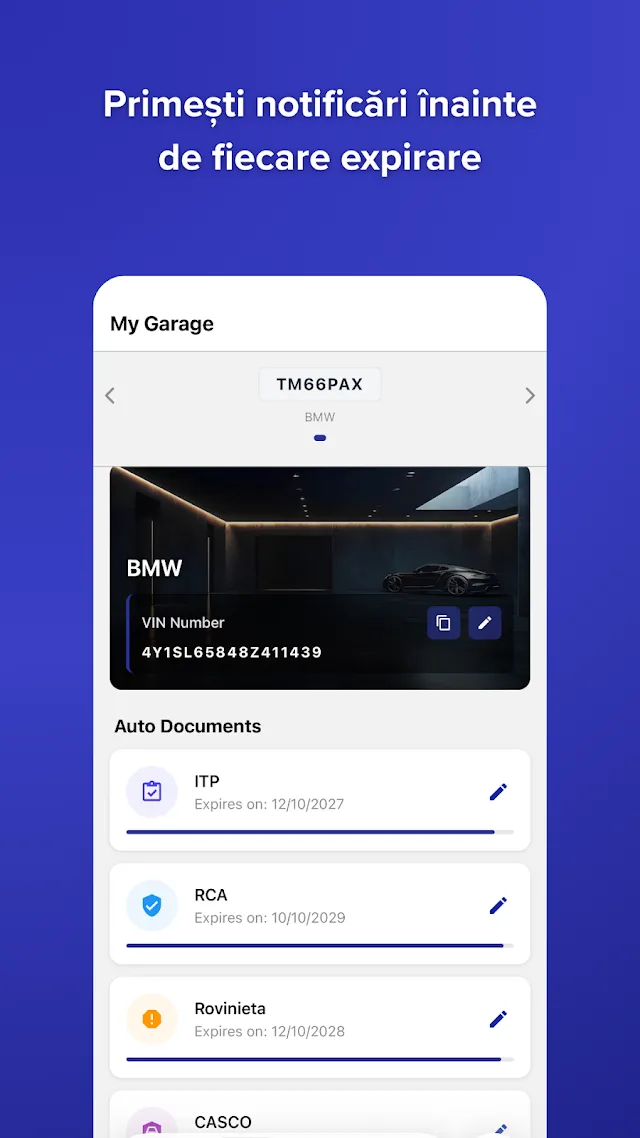 Primești notificări înainte
de fiecare expirare
My Garage
TM66PAX
BMW
BMW
VIN Number
4Y1SL65848Z411439
Auto Documents
ITP
Expires on: 12/10/2027
RCA
Expires on: 10/10/2029
Rovinieta
Expires on: 12/10/2028
CASCO